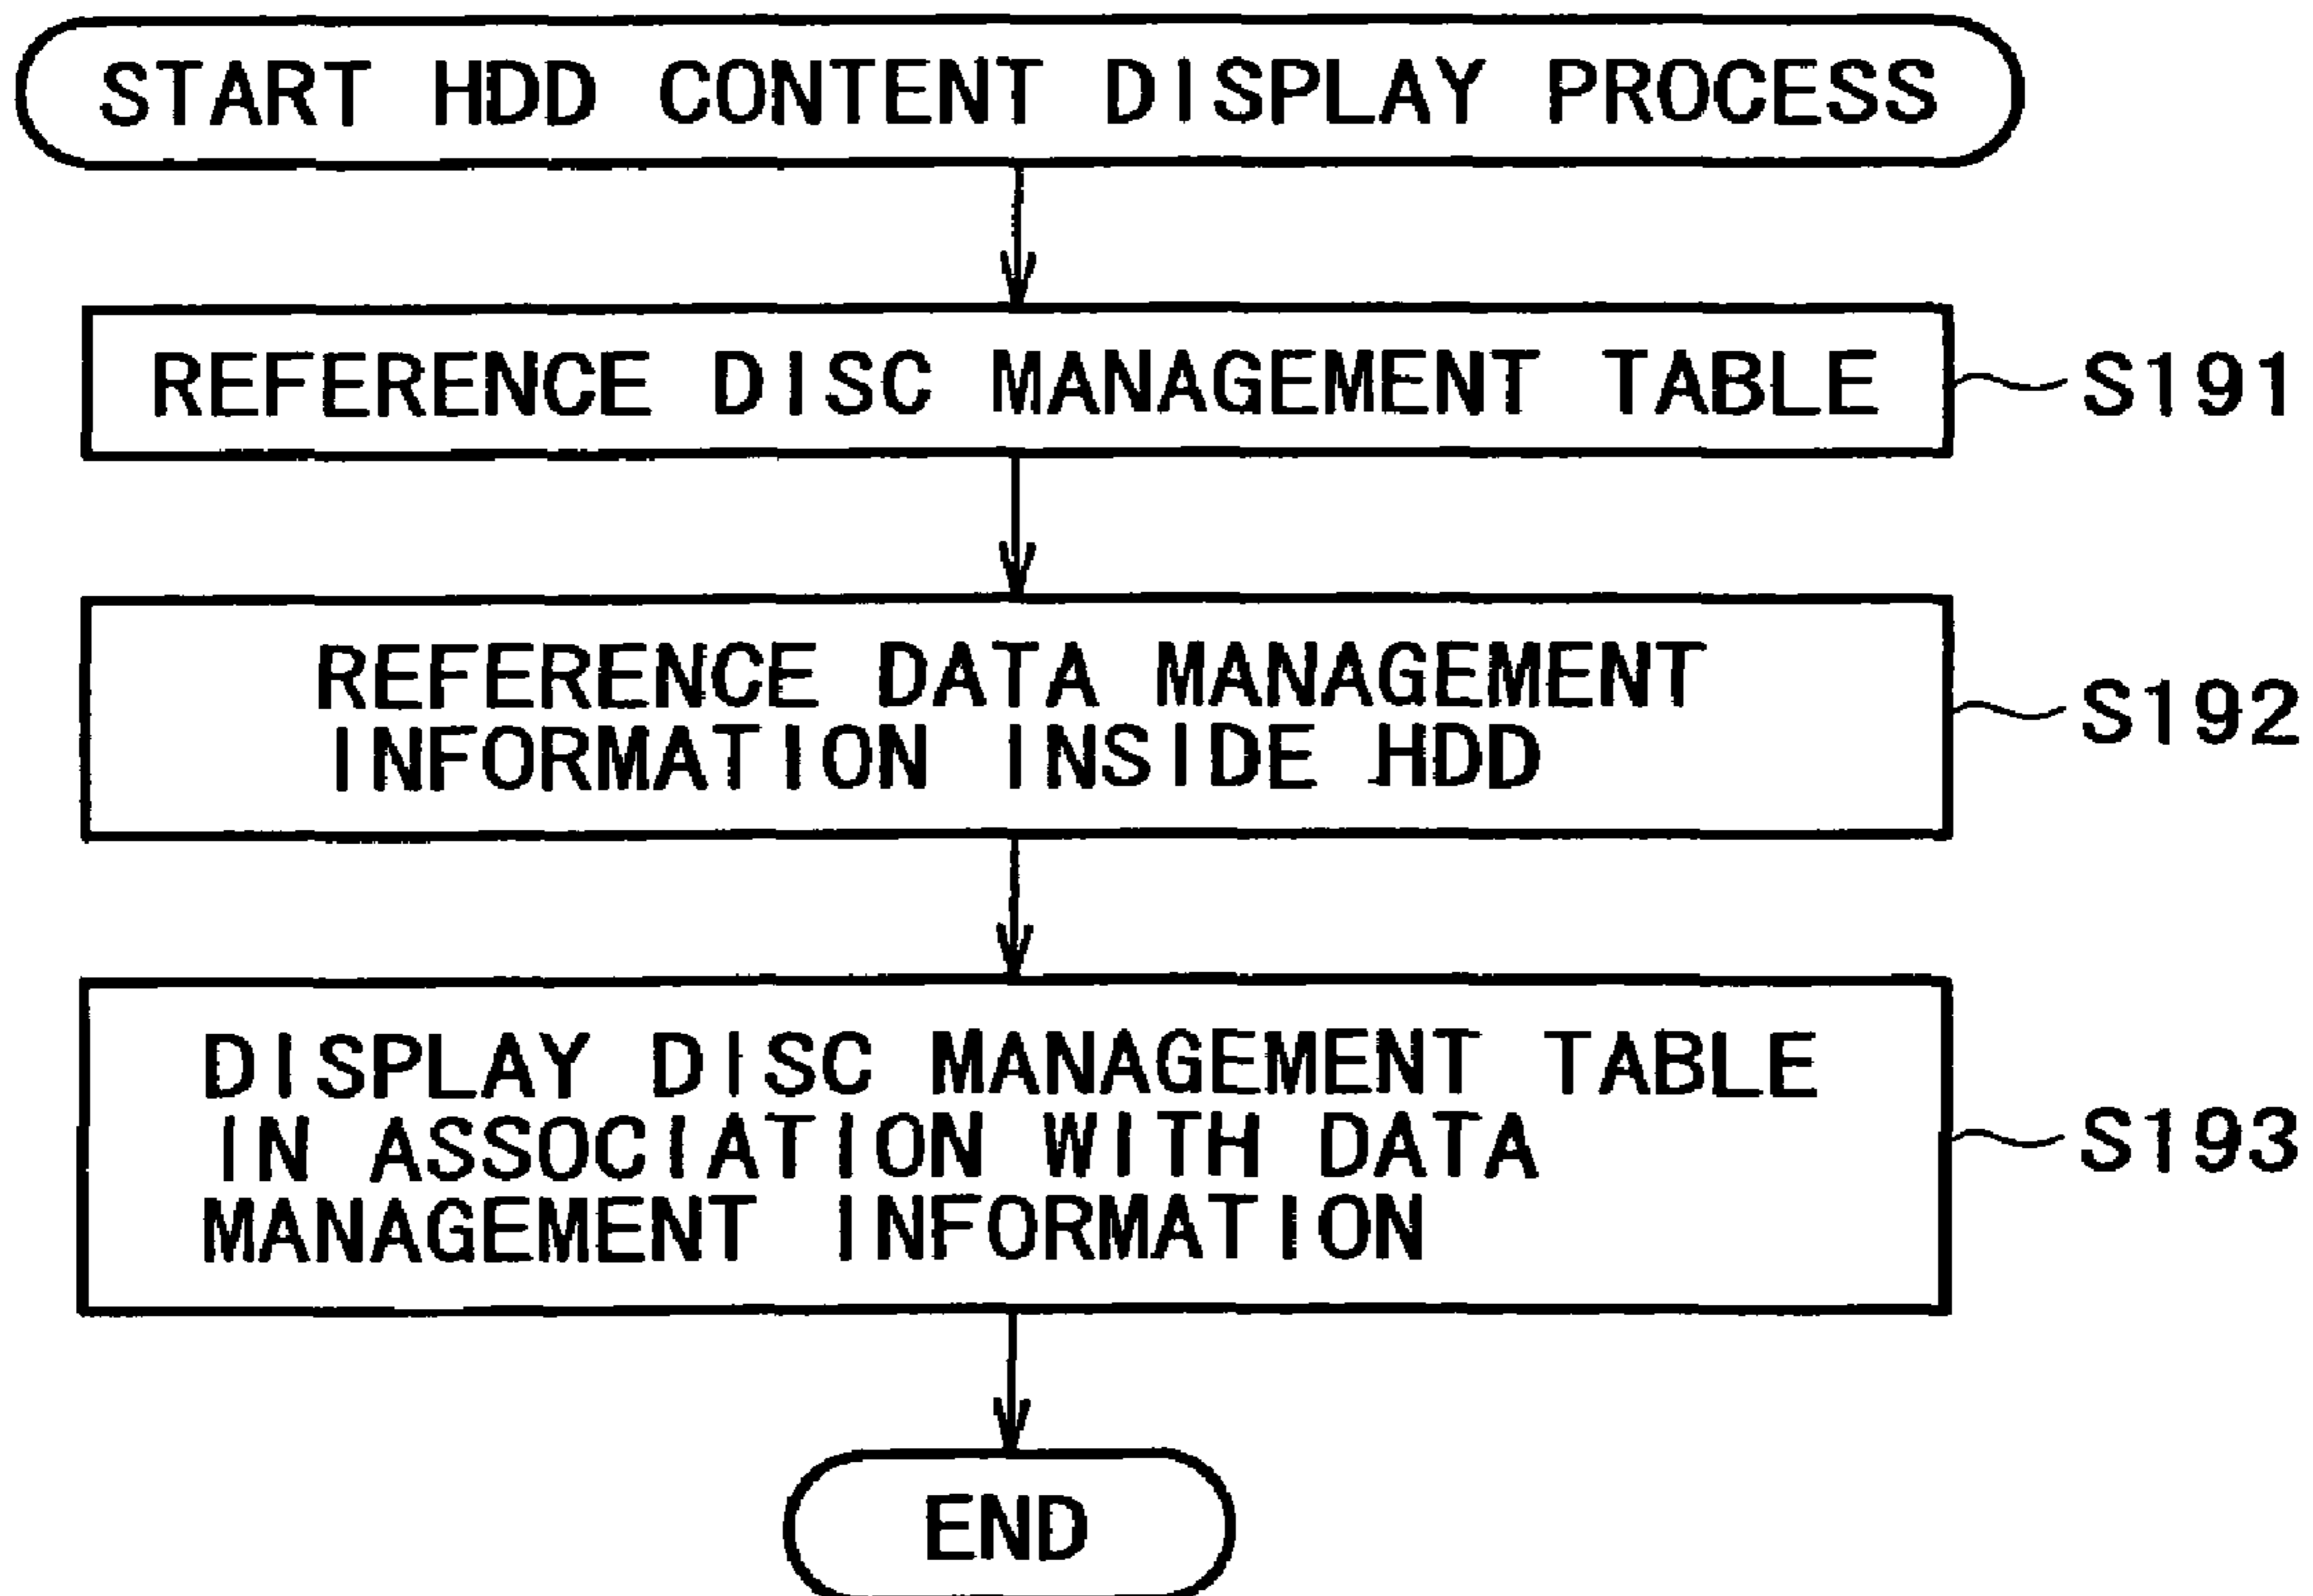 START HDD CONTENT DISPLAY PROCESS
REFERENCE DISC MANAGEMENT TABLE
S191
REFERENCE DATA MANAGEMENT
INFORMATION INSIDE HDD
S192
DISPLAY DISC MANAGEMENT TABLE
IN ASSOCIATION WITH DATA
MANAGEMENT INFORMATION
S193
END